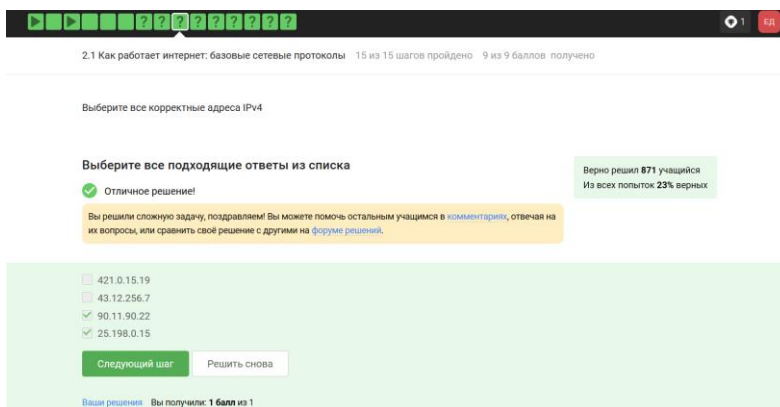 ? ? ? ? ? ? ? ? ?
1
ЕД
2.1 Как работает интернет: базовые сетевые протоколы 15 из 15 шагов пройдено 9 из 9 баллов получено
Выберите все корректные адреса IPv4
Выберите все подходящие ответы из списка
Отличное решение!
Верно решил 871 учащийся
Из всех попыток 23% верных
Вы решили сложную задачу, поздравляем! Вы можете помочь остальным учащимся в комментариях, отвечая на
их вопросы, или сравнить своё решение с другими на форуме решений.
421.0.15.19
43.12.256.7
90.11.90.22
25.198.0.15
Следующий шаг Решить снова
Ваши решения Вы получили: 1 балл из 1